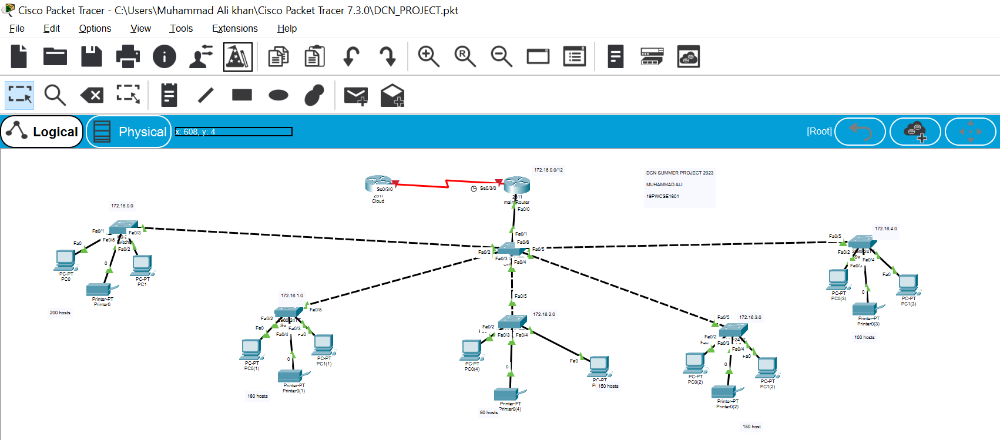 Cisco Packet Tracer - C:\Users\Muhammad Ali khan\Cisco Packet Tracer 7.3.0\DCN_PROJECT.pkt
File Edit Options View Tools Extensions Help
Logical Physical x: 608, y: 4 [Root]
172.16.0.0/12
DCN SUMMER PROJECT 2023
MUHAMMAD ALI
19PWCSE1801
Se0/3/0
2811
Cloud
Se0/3/0
2811
main Router
Fa0/0
172.16.0.0
Fa0/1
Fa0/3
Fa0/5
Fa0/2
Fa0
0
PC-PT
PC0
PC-PT
PC1
Printer-PT
Printer0
200 hosts
Fa0/1
Fa0/6
Fa0/2
Fa0/5
Fa0/3
Fa0/4
172.16.1.0
Fa0/5
Fa0/2
Fa0/3
Fa0/4
Fa0
Fa0
0
PC-PT
PC0(1)
PC-PT
PC1(1)
Printer-PT
Printer0(1)
180 hosts
Fa0/5
172.16.2.0
Fa0/2
Fa0/3
Fa0/4
Fa0
0
PC-PT
PC0(4)
150 hosts
Printer-PT
Printer0(4)
80 hosts
Fa0/5
172.16.3.0
Fa0/2
Fa0/3
Fa0/4
Fa0
0
PC-PT
PC0(2)
PC-PT
PC1(2)
Printer-PT
Printer0(2)
150 host
172.16.4.0
Fa0/5
Fa0/2
Fa0/4
Fa0
0
PC-PT
PC0(3)
PC-PT
PC1(3)
Printer-PT
Printer0(3)
100 hosts